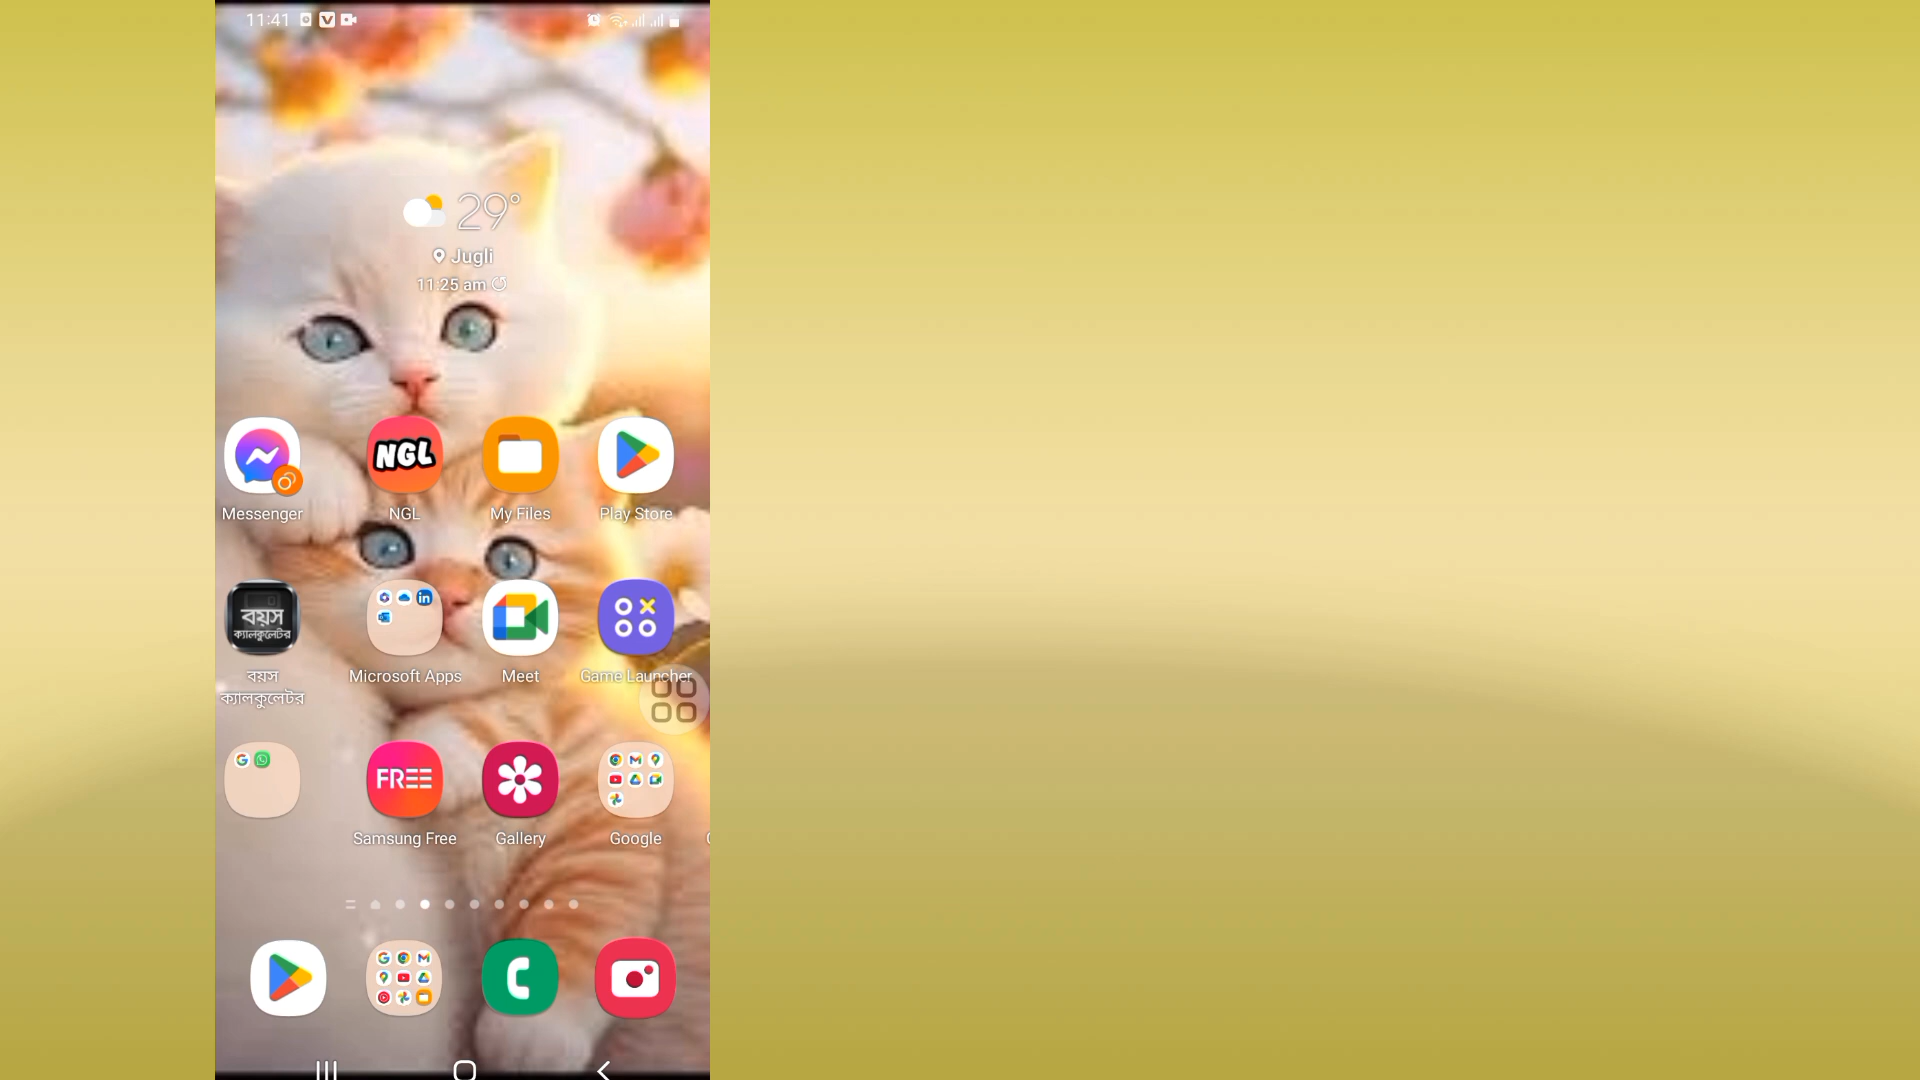 11:41
29°
Jugli
11:25 am
NGL
Messenger
NGL
My Files
Play Store
বয়স
ক্যালকুলেটর
in
বয়স
ক্যালকুলেটর
Microsoft Apps
Meet
Game Launcher
FREE
Samsung Free
Gallery
Google